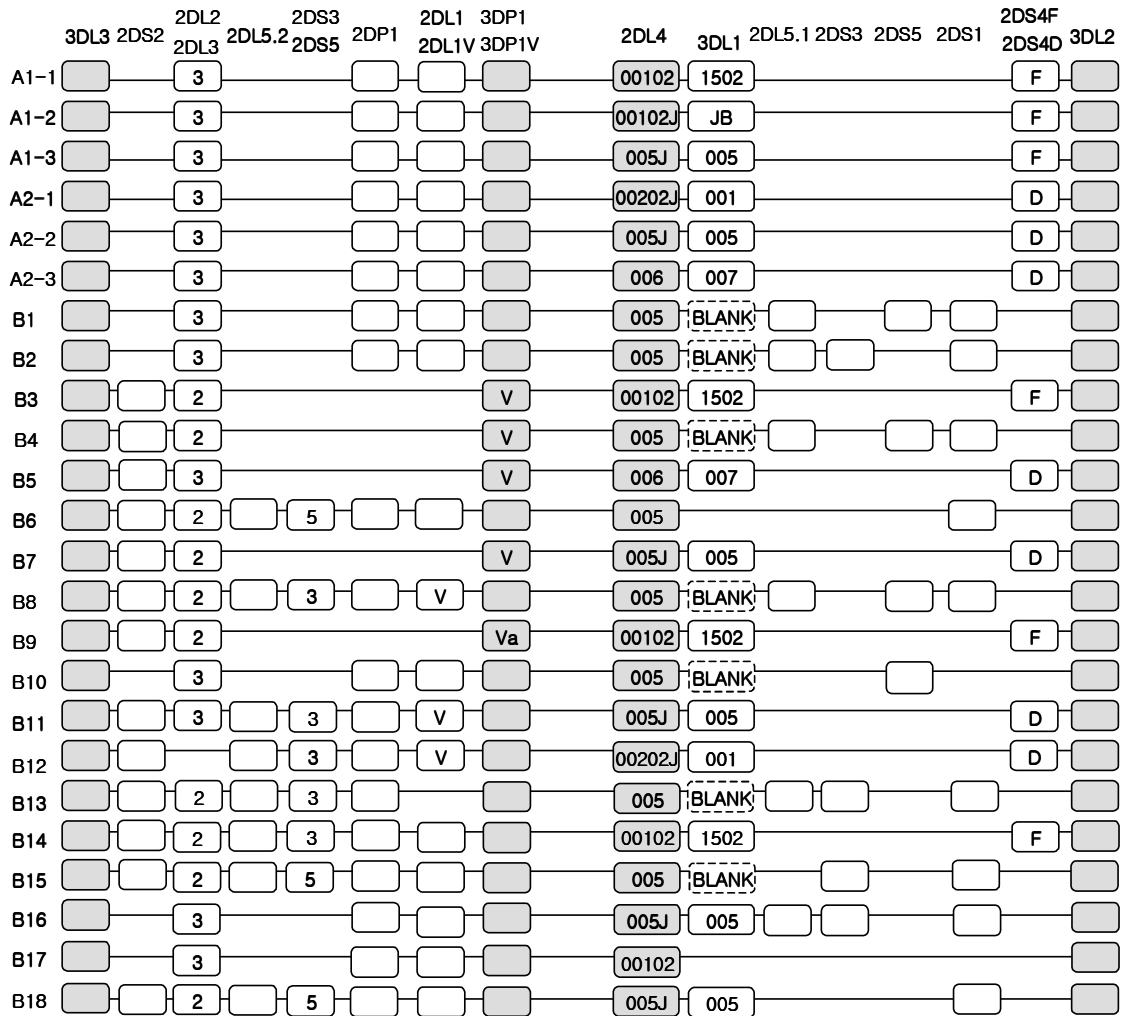 2DL2 2DS3 2DL1 3DP1 2DS4F
3DL3 2DS2 2DL3 2DL5.2 2DS5 2DP1 2DL1V 3DP1V 2DL4 3DL1 2DL5.1 2DS3 2DS5 2DS1 2DS4D 3DL2
A1-1 3 00102 1502 F
A1-2 3 00102J JB F
A1-3 3 005J 005 F
A2-1 3 00202J 001 D
A2-2 3 005J 005 D
A2-3 3 006 007 D
B1 3 005 BLANK
B2 3 005 BLANK
B3 2 V 00102 1502 F
B4 2 V 005 BLANK
B5 3 V 006 007 D
B6 2 5 005
B7 2 V 005J 005 D
B8 2 3 V 005 BLANK
B9 2 Va 00102 1502 F
B10 3 005 BLANK
B11 3 3 V 005J 005 D
B12 3 V 00202J 001 D
B13 2 3 005 BLANK
B14 2 3 00102 1502 F
B15 2 5 005 BLANK
B16 3 005J 005
B17 3 00102
B18 2 5 005J 005